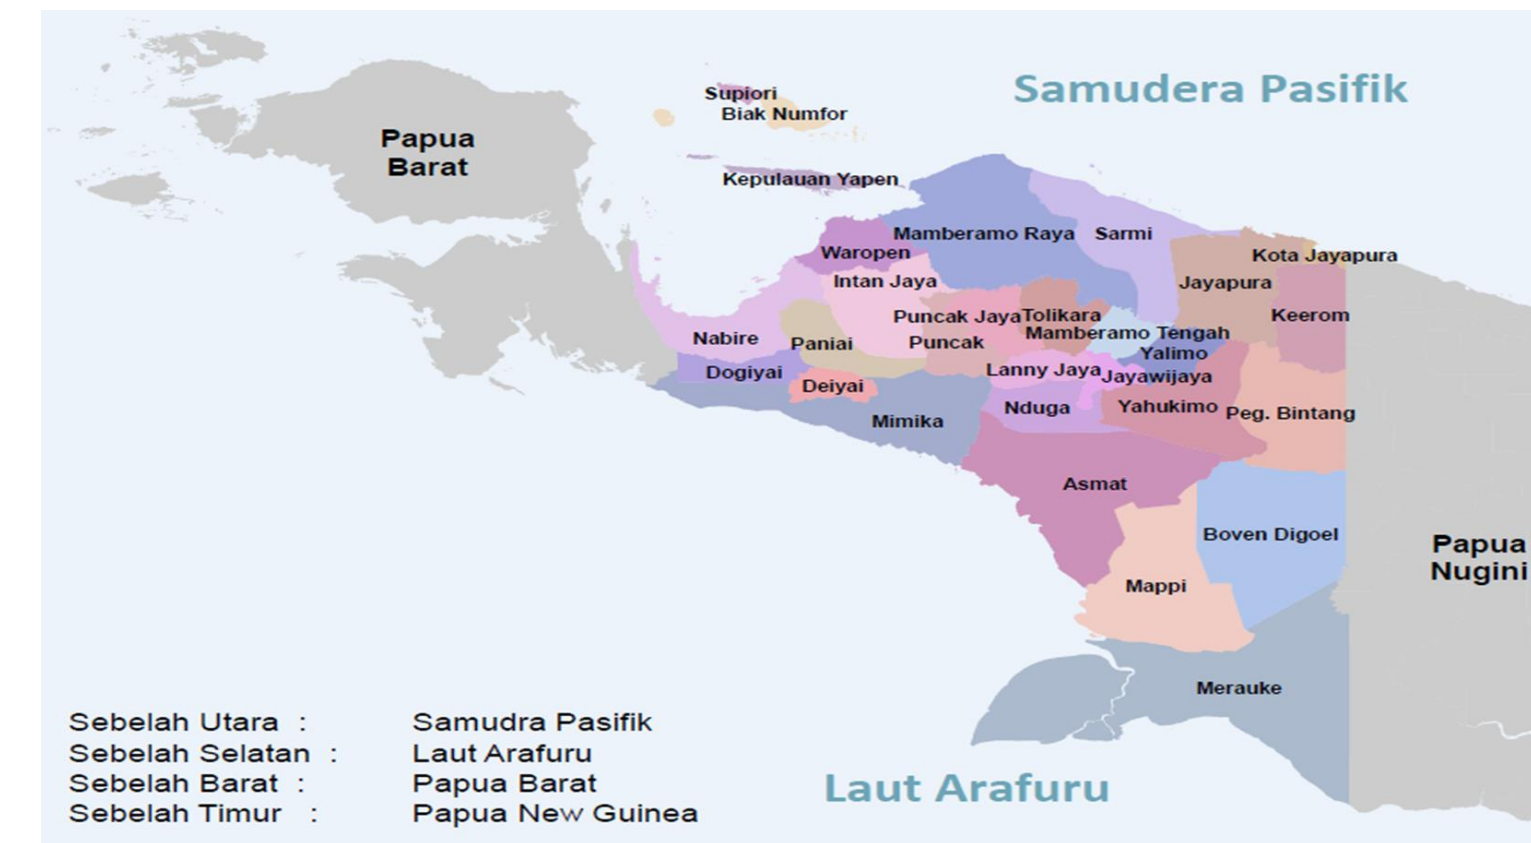 Samudera Pasifik
Supiori
Biak Numfor
Papua
Barat
Kepulauan Yapen
Mamberamo Raya
Sarmi
Waropen
Kota Jayapura
Intan Jaya
Jayapura
Puncak Jaya
Tolikara
Keerom
Mamberamo Tengah
Nabire
Paniai
Puncak
Yalimo
Dogiyai
Lanny Jaya
Jayawijaya
Deiyai
Nduga
Yahukimo
Peg. Bintang
Mimika
Asmat
Boven Digoel
Papua
Nugini
Mappi
Merauke
Sebelah Utara : Samudra Pasifik
Sebelah Selatan : Laut Arafuru
Sebelah Barat : Papua Barat
Sebelah Timur : Papua New Guinea
Laut Arafuru